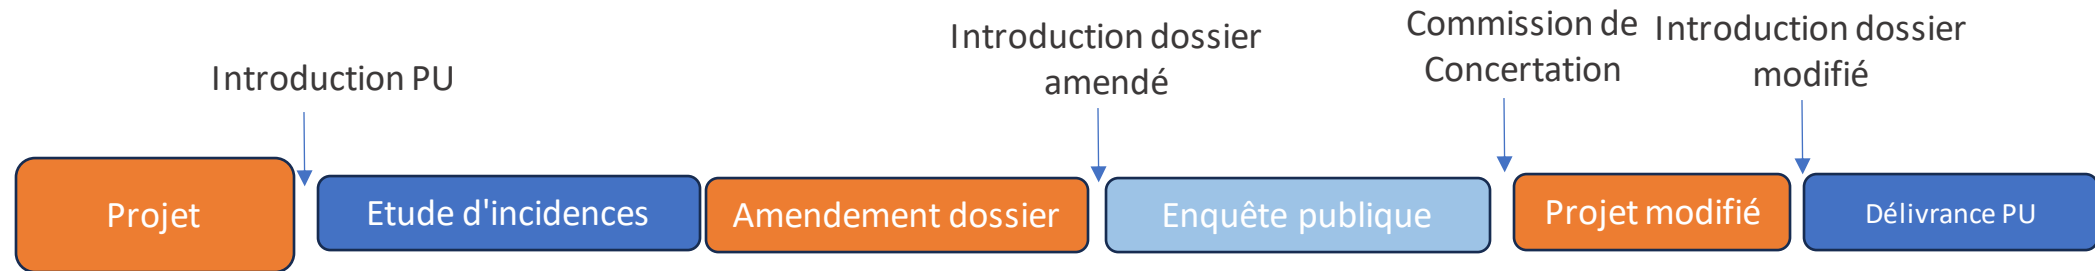 Introduction PU
Introduction dossier
amendé
Commission de
Concertation
Introduction dossier
modifié
Projet
Etude d'incidences
Amendement dossier
Enquête publique
Projet modifié
Délivrance PU